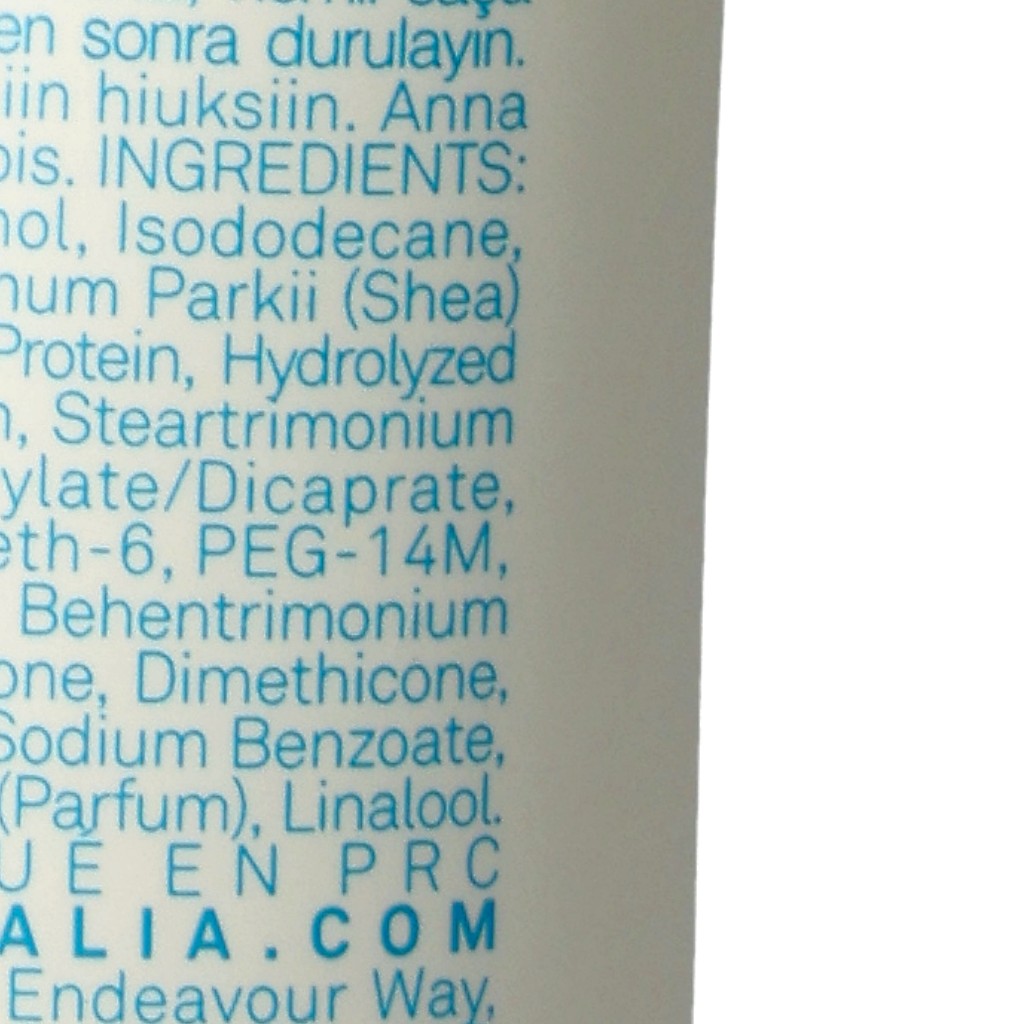 en sonra durulayın.
iin hiuksiin. Anna
ois. INGREDIENTS:
nol, Isododecane,
num Parkii (Shea)
Protein, Hydrolyzed
n, Steartrimonium
ylate/Dicaprate,
eth-6, PEG-14M,
Behentrimonium
one, Dimethicone,
Sodium Benzoate,
(Parfum), Linalool.
UÉ EN PRC
ALIA.COM
Endeavour Way,